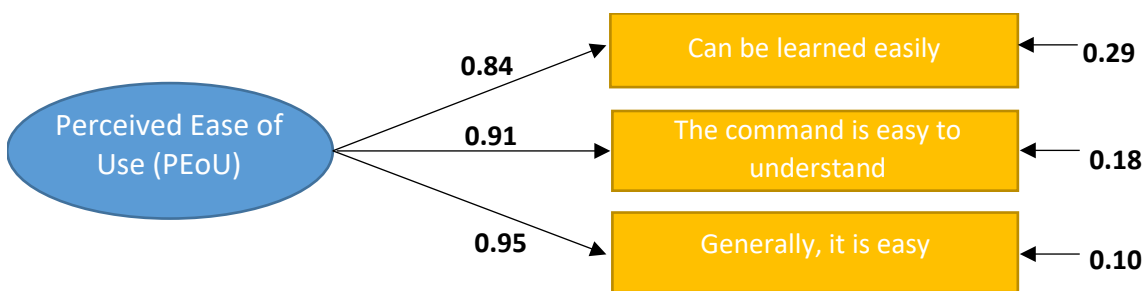 Can be learned easily
0.29
0.84
Perceived Ease of
Use (PEoU)
0.91
The command is easy to
understand
0.18
0.95
Generally, it is easy
0.10